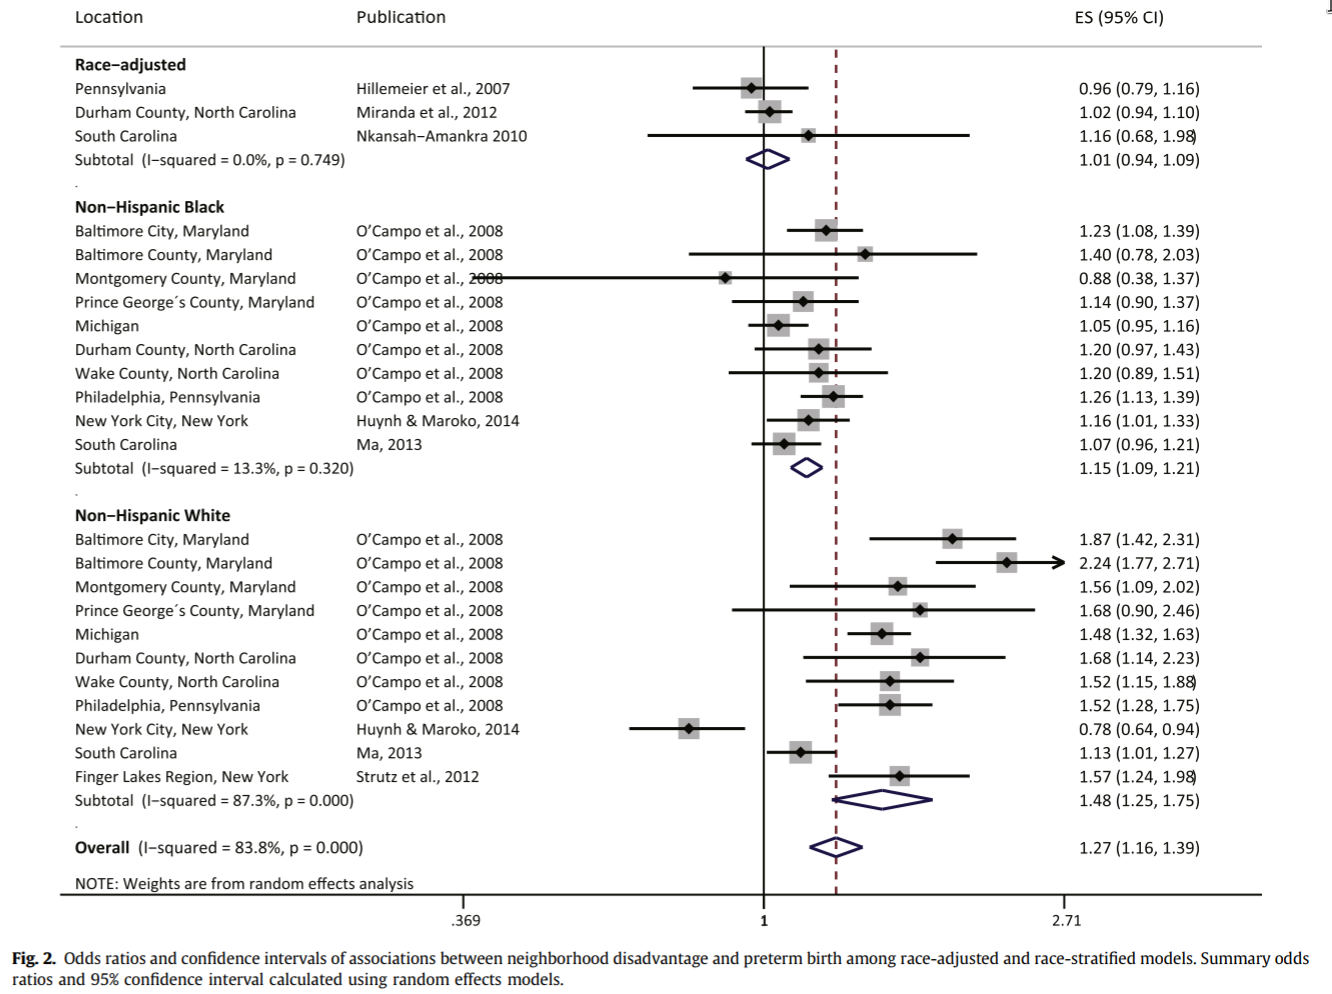 Location Publication ES (95% CI)
Race−adjusted
Pennsylvania Hillemeier et al., 2007 0.96 (0.79, 1.16)
Durham County, North Carolina Miranda et al., 2012 1.02 (0.94, 1.10)
South Carolina Nkansah−Amankra 2010 1.16 (0.68, 1.98)
Subtotal (I−squared = 0.0%, p = 0.749) 1.01 (0.94, 1.09)
.
Non−Hispanic Black
Baltimore City, Maryland O'Campo et al., 2008 1.23 (1.08, 1.39)
Baltimore County, Maryland O'Campo et al., 2008 1.40 (0.78, 2.03)
Montgomery County, Maryland O'Campo et al., 2008 0.88 (0.38, 1.37)
Prince George´s County, Maryland O'Campo et al., 2008 1.14 (0.90, 1.37)
Michigan O'Campo et al., 2008 1.05 (0.95, 1.16)
Durham County, North Carolina O'Campo et al., 2008 1.20 (0.97, 1.43)
Wake County, North Carolina O'Campo et al., 2008 1.20 (0.89, 1.51)
Philadelphia, Pennsylvania O'Campo et al., 2008 1.26 (1.13, 1.39)
New York City, New York Huynh & Maroko, 2014 1.16 (1.01, 1.33)
South Carolina Ma, 2013 1.07 (0.96, 1.21)
Subtotal (I−squared = 13.3%, p = 0.320) 1.15 (1.09, 1.21)
.
Non−Hispanic White
Baltimore City, Maryland O'Campo et al., 2008 1.87 (1.42, 2.31)
Baltimore County, Maryland O'Campo et al., 2008 2.24 (1.77, 2.71)
Montgomery County, Maryland O'Campo et al., 2008 1.56 (1.09, 2.02)
Prince George´s County, Maryland O'Campo et al., 2008 1.68 (0.90, 2.46)
Michigan O'Campo et al., 2008 1.48 (1.32, 1.63)
Durham County, North Carolina O'Campo et al., 2008 1.68 (1.14, 2.23)
Wake County, North Carolina O'Campo et al., 2008 1.52 (1.15, 1.88)
Philadelphia, Pennsylvania O'Campo et al., 2008 1.52 (1.28, 1.75)
New York City, New York Huynh & Maroko, 2014 0.78 (0.64, 0.94)
South Carolina Ma, 2013 1.13 (1.01, 1.27)
Finger Lakes Region, New York Strutz et al., 2012 1.57 (1.24, 1.98)
Subtotal (I−squared = 87.3%, p = 0.000) 1.48 (1.25, 1.75)
.
Overall (I−squared = 83.8%, p = 0.000) 1.27 (1.16, 1.39)
NOTE: Weights are from random effects analysis
.369 1 2.71
Fig. 2. Odds ratios and confidence intervals of associations between neighborhood disadvantage and preterm birth among race-adjusted and race-stratified models. Summary odds
ratios and 95% confidence interval calculated using random effects models.